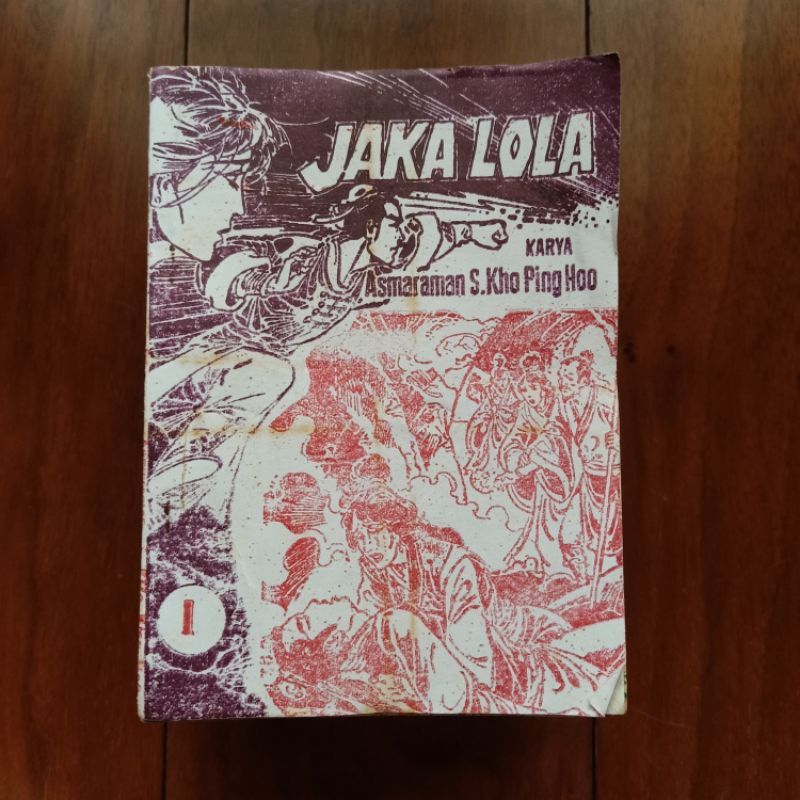 JAKA LOLA
KARYA
Asmaraman S. Kho Ping Hoo
1